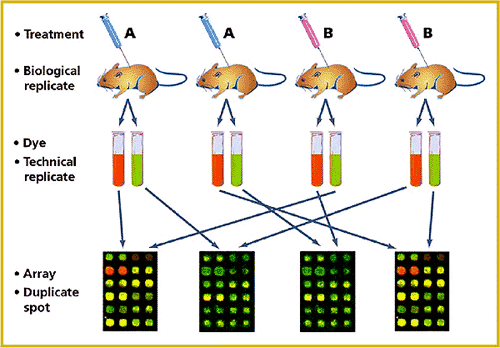 • Treatment
A
A
B
B
• Biological
replicate
• Dye
• Technical
replicate
• Array
• Duplicate
spot